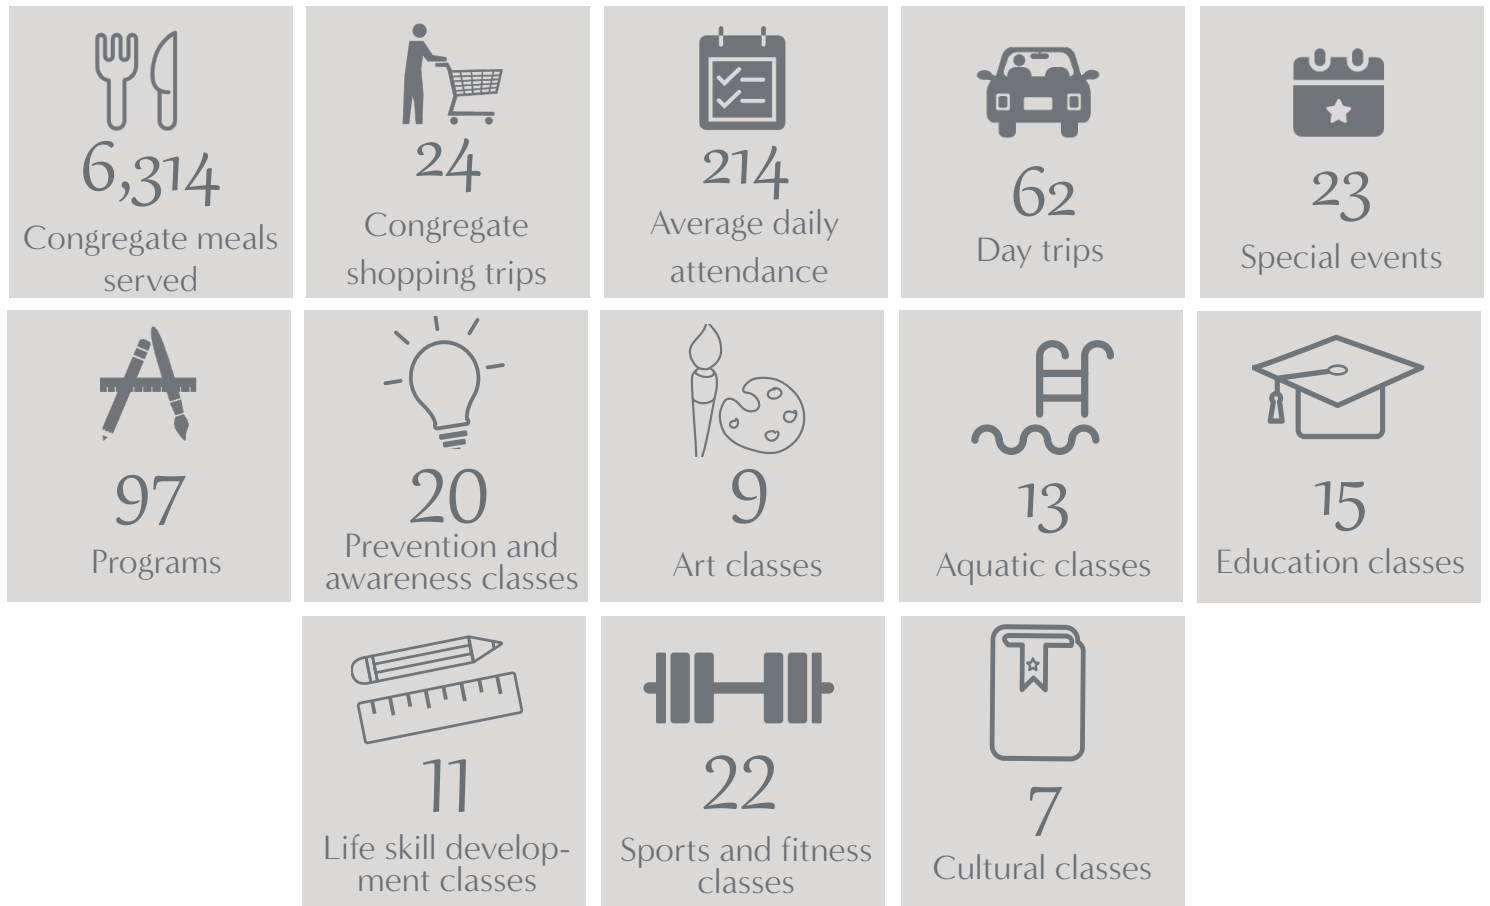 6,314
Congregate meals
served
24
Congregate
shopping trips
214
Average daily
attendance
62
Day trips
23
Special events
97
Programs
20
Prevention and
awareness classes
9
Art classes
13
Aquatic classes
15
Education classes
11
Life skill develop-
ment classes
22
Sports and fitness
classes
7
Cultural classes